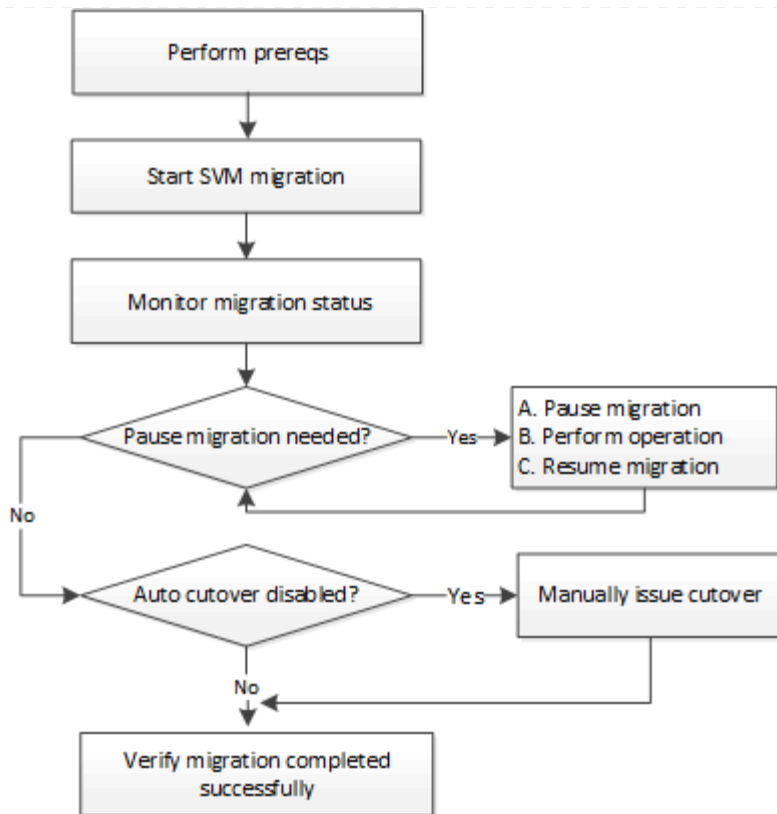 Perform prereqs
Start SVM migration
Monitor migration status
Pause migration needed?
Yes
A. Pause migration
B. Perform operation
C. Resume migration
No
Auto cutover disabled?
Yes
Manually issue cutover
No
Verify migration completed
successfully